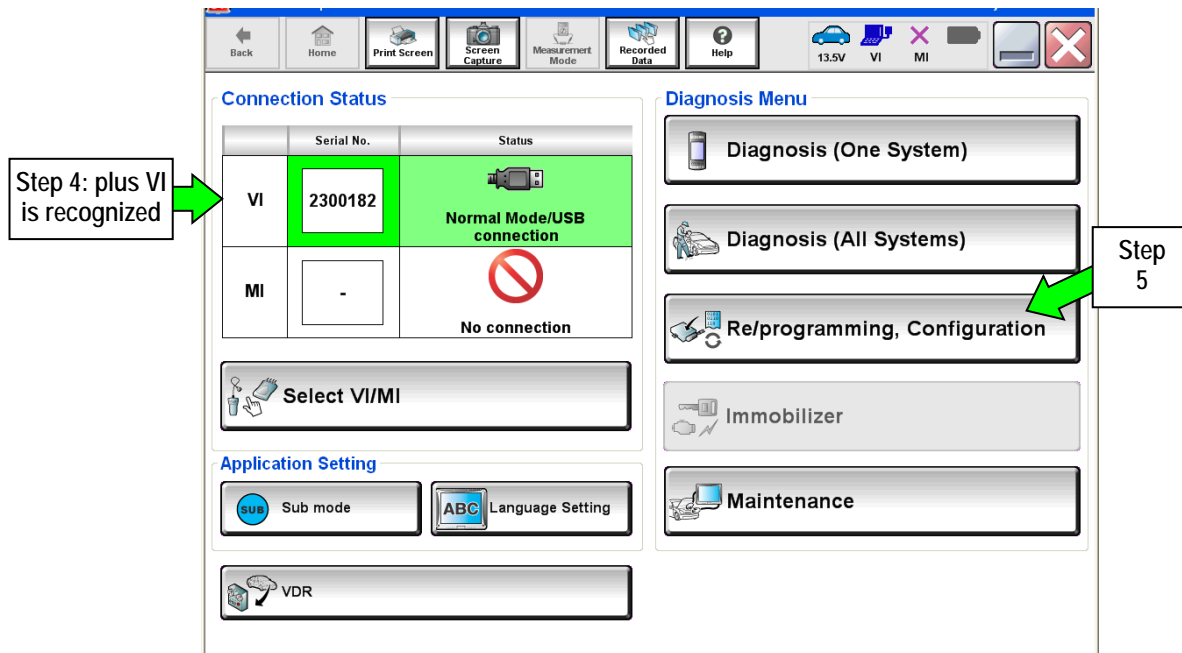 Back
Home
Print Screen
Screen
Capture
Measurement
Mode
Recorded
Data
Help
13.5V
VI
MI
Connection Status
Serial No.
Status
VI
2300182
Normal Mode/USB
connection
MI
-
No connection
Select VI/MI
Application Setting
SUB
Sub mode
ABC
Language Setting
VDR
Diagnosis Menu
Diagnosis (One System)
Diagnosis (All Systems)
Re/programming, Configuration
Immobilizer
Maintenance
Step 4: plus VI
is recognized
Step
5